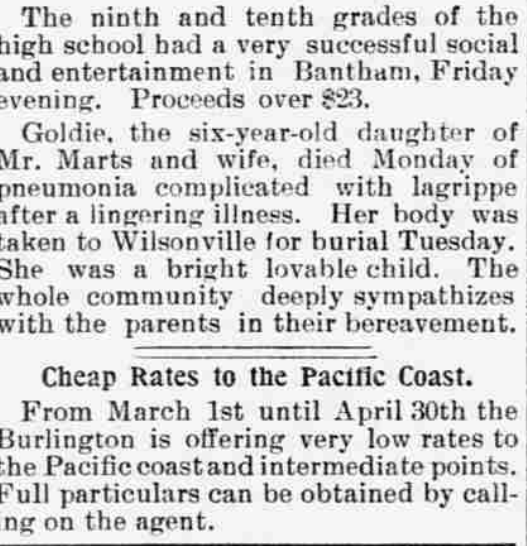 The ninth and tenth grades of the
high school had a very successful social
and entertainment in Bantham, Friday
evening. Proceeds over $23.
Goldie, the six-year-old daughter of
Mr. Marts and wife, died Monday of
pneumonia complicated with lagrippe
after a lingering illness. Her body was
taken to Wilsonville for burial Tuesday.
She was a bright lovable child. The
whole community deeply sympathizes
with the parents in their bereavement.
Cheap Rates to the Pacific Coast.
From March 1st until April 30th the
Burlington is offering very low rates to
the Pacific coast and intermediate points.
Full particulars can be obtained by call-
ing on the agent.